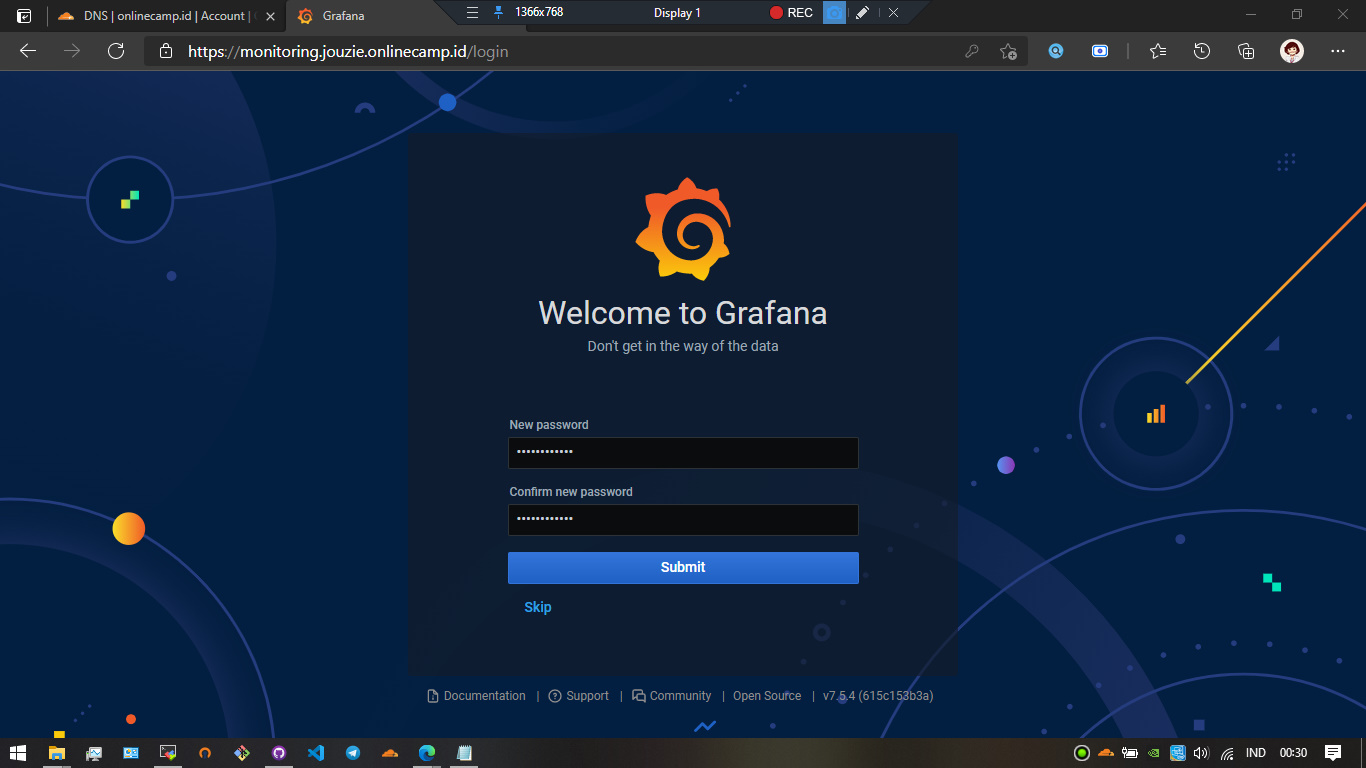 DNS | onlinecamp.id | Account |
Grafana
1366x768
Display 1
REC
https://monitoring.jouzie.onlinecamp.id/login
Welcome to Grafana
Don't get in the way of the data
New password
••••••••••••
Confirm new password
••••••••••••
Submit
Skip
Documentation | Support | Community | Open Source | v7.5.4 (615c153b3a)
IND 00:30